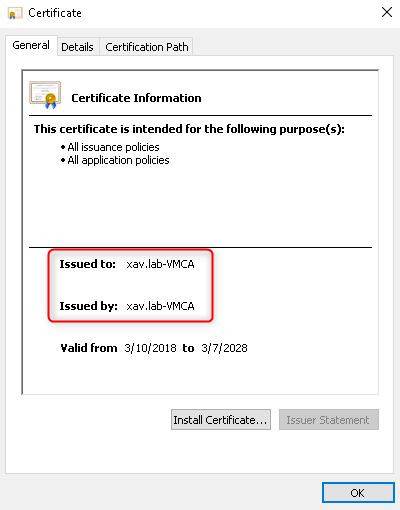 Certificate
General
Details
Certification Path
Certificate Information
This certificate is intended for the following purpose(s):
• All issuance policies
• All application policies
Issued to: xav.lab-VMCA
Issued by: xav.lab-VMCA
Valid from 3/10/2018 to 3/7/2028
Install Certificate...
Issuer Statement
OK